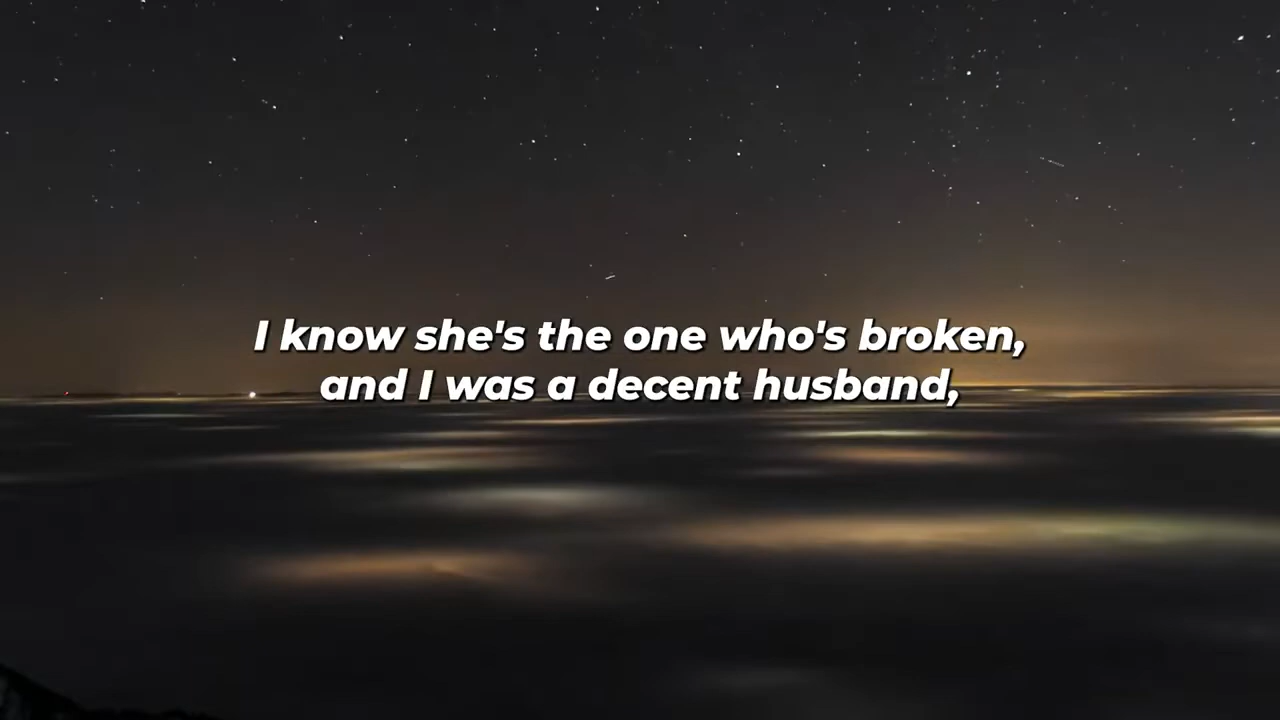 I know she's the one who's broken,
and I was a decent husband,